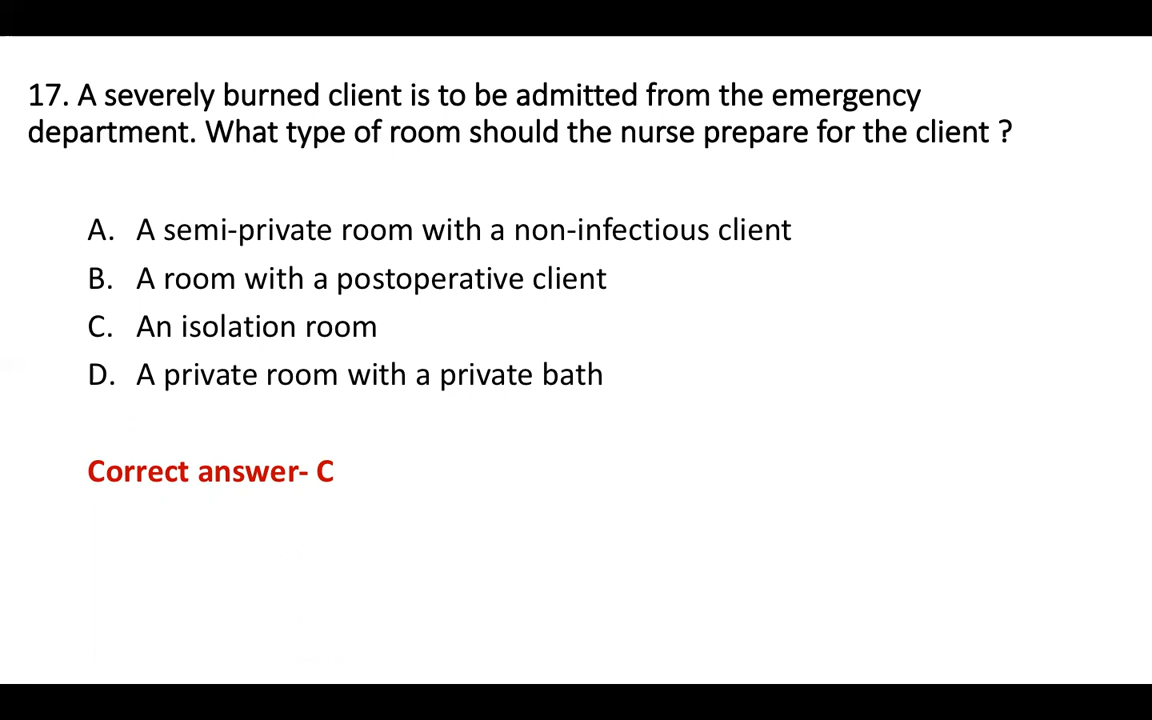 17. A severely burned client is to be admitted from the emergency
department. What type of room should the nurse prepare for the client ?
A. A semi-private room with a non-infectious client
B. A room with a postoperative client
C. An isolation room
D. A private room with a private bath
Correct answer- C